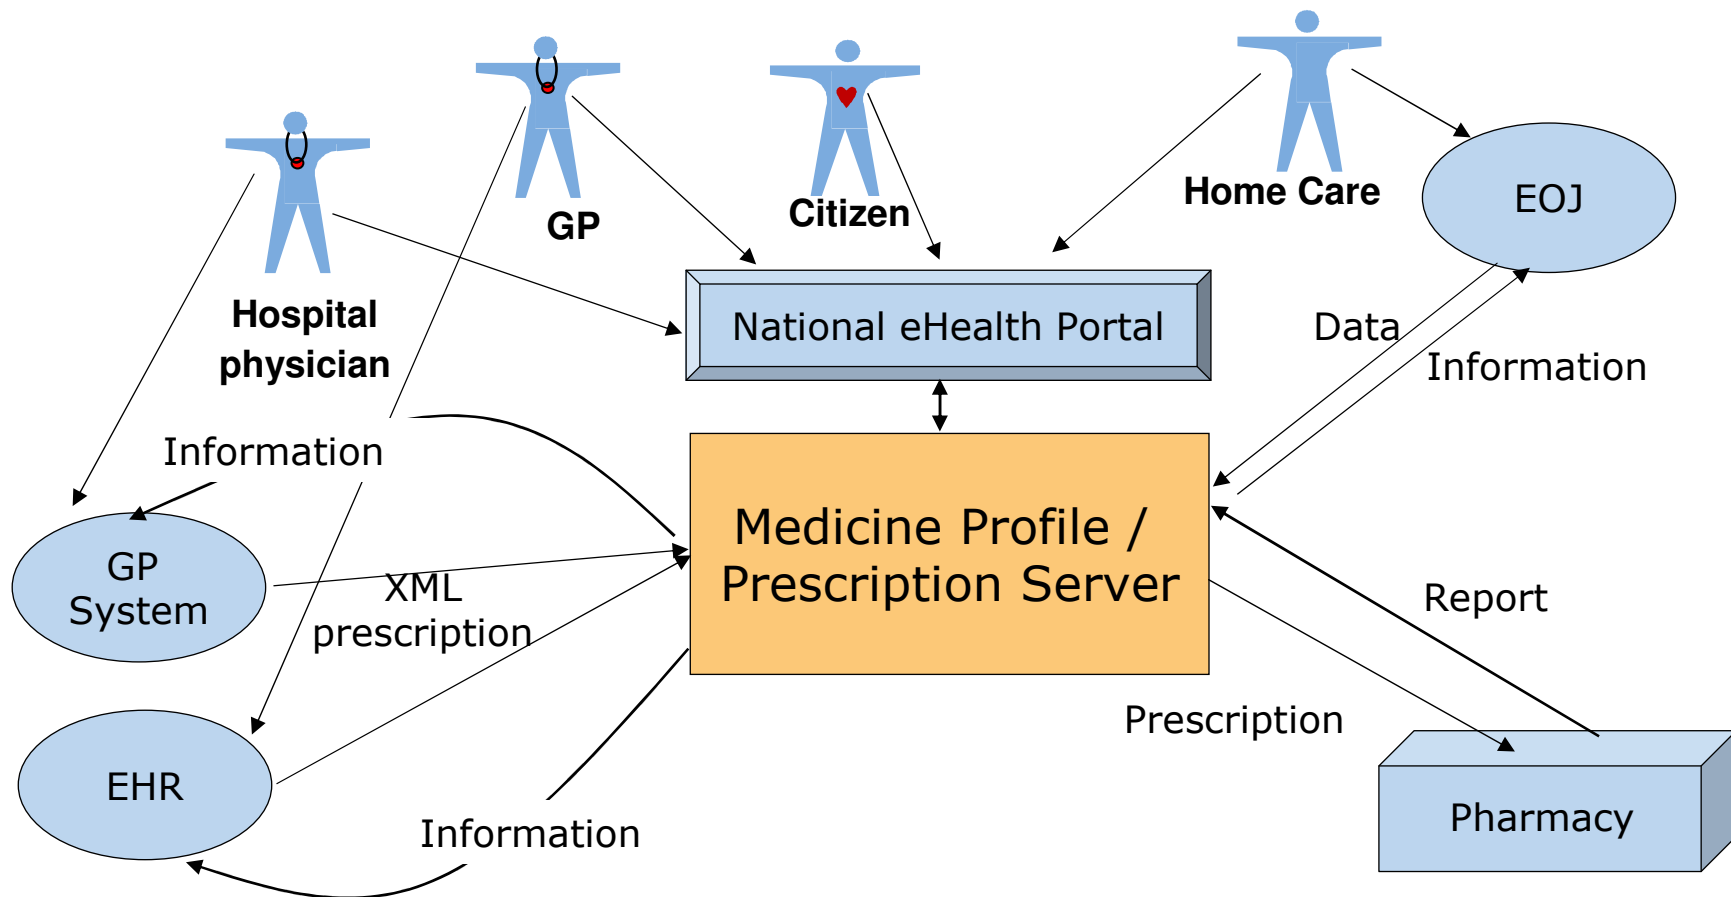 GP
Citizen
Home Care
EOJ
Hospital
physician
National eHealth Portal
Data
Information
Information
Medicine Profile /
Prescription Server
GP
System
XML
prescription
Report
Prescription
EHR
Information
Pharmacy